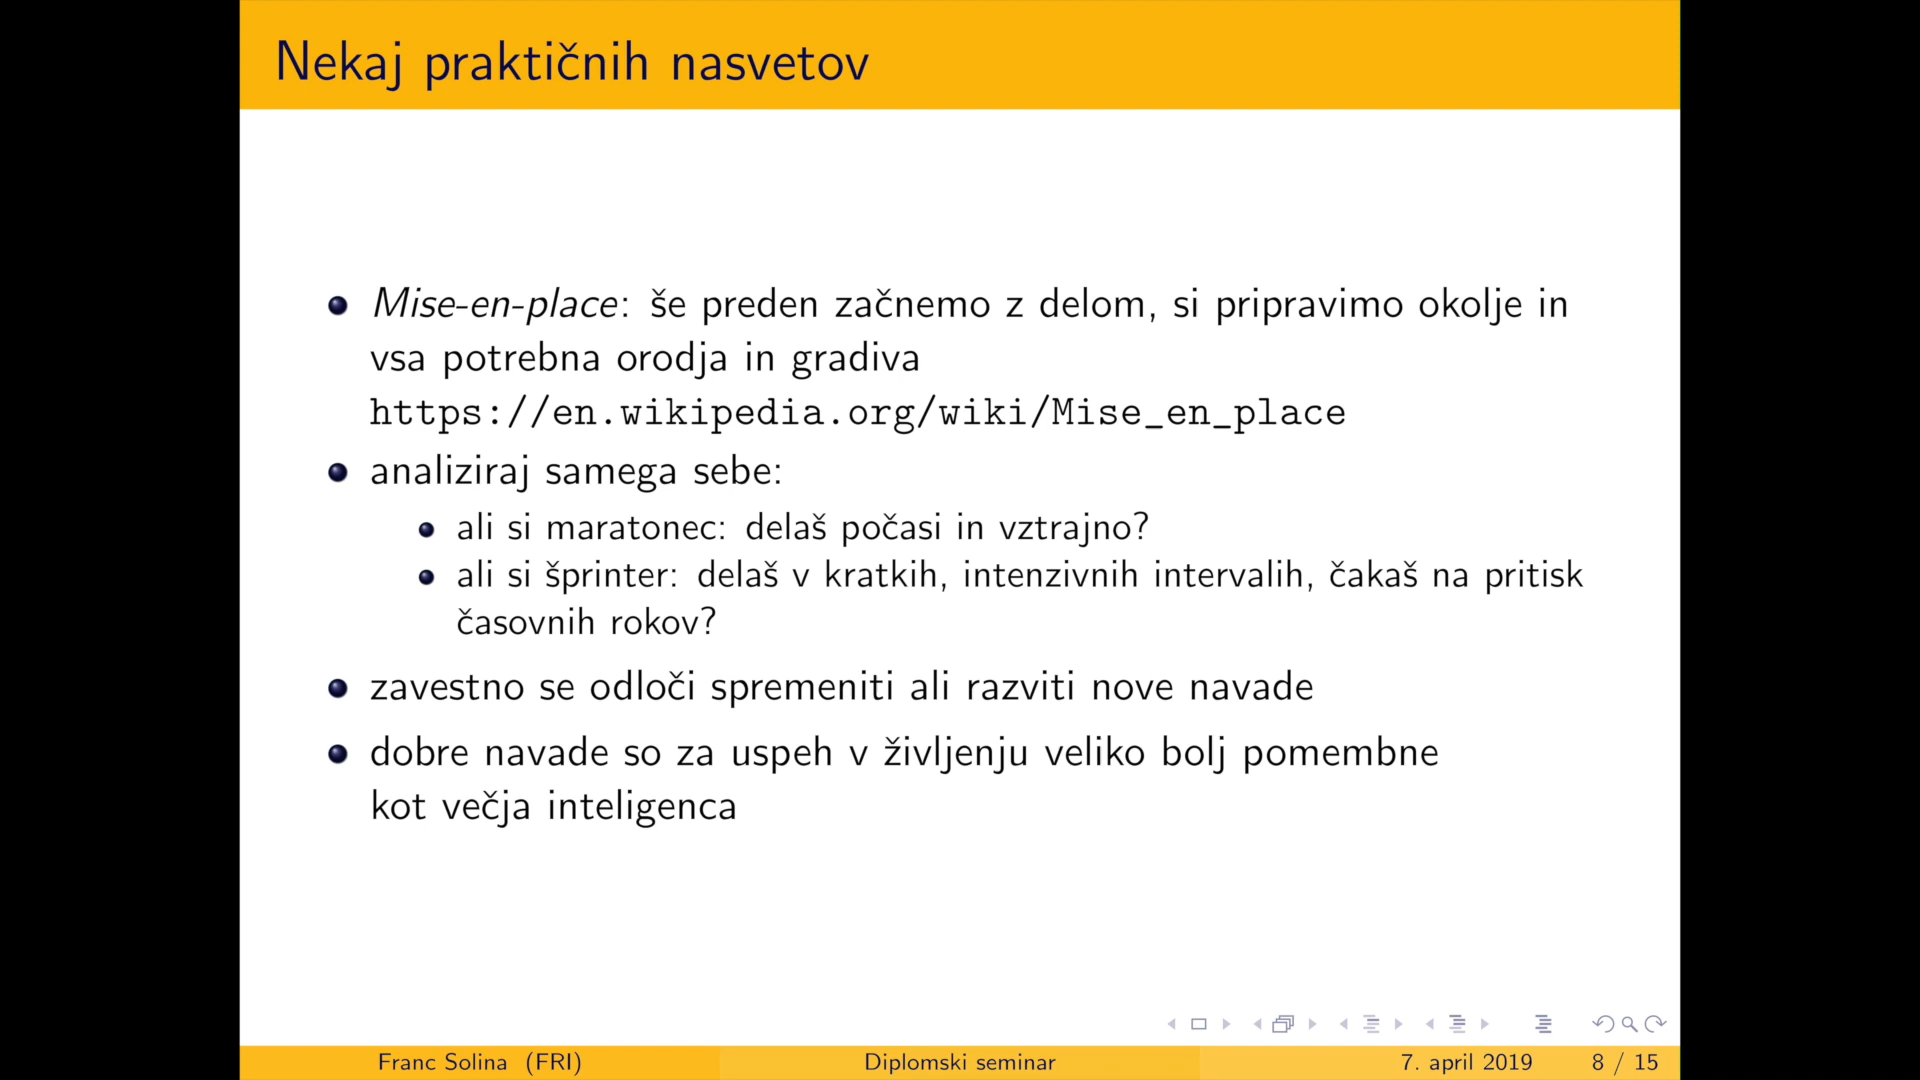 Nekaj praktičnih nasvetov
Mise-en-place: še preden začnemo z delom, si pripravimo okolje in
vsa potrebna orodja in gradiva
https://en.wikipedia.org/wiki/Mise_en_place
analiziraj samega sebe:
ali si maratonec: delaš počasi in vztrajno?
ali si šprinter: delaš v kratkih, intenzivnih intervalih, čakaš na pritisk
časovnih rokov?
zavestno se odloči spremeniti ali razviti nove navade
dobre navade so za uspeh v življenju veliko bolj pomembne
kot večja inteligenca
Franc Solina (FRI)
Diplomski seminar
7. april 2019
8 / 15